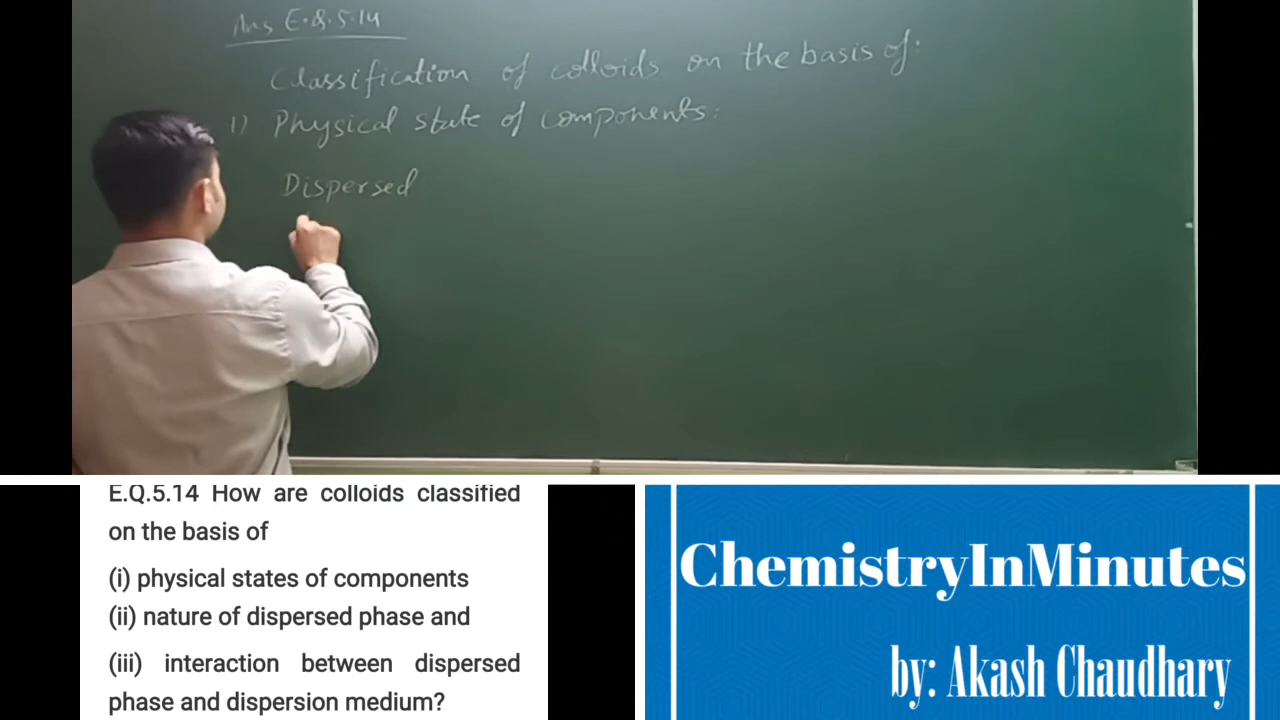 Ans E.Q.5.14
Classification of colloids on the basis of:
1) Physical state of components:
Dispersed
E.Q.5.14 How are colloids classified
on the basis of
(i) physical states of components
(ii) nature of dispersed phase and
(iii) interaction between dispersed
phase and dispersion medium?
ChemistryInMinutes
by: Akash Chaudhary